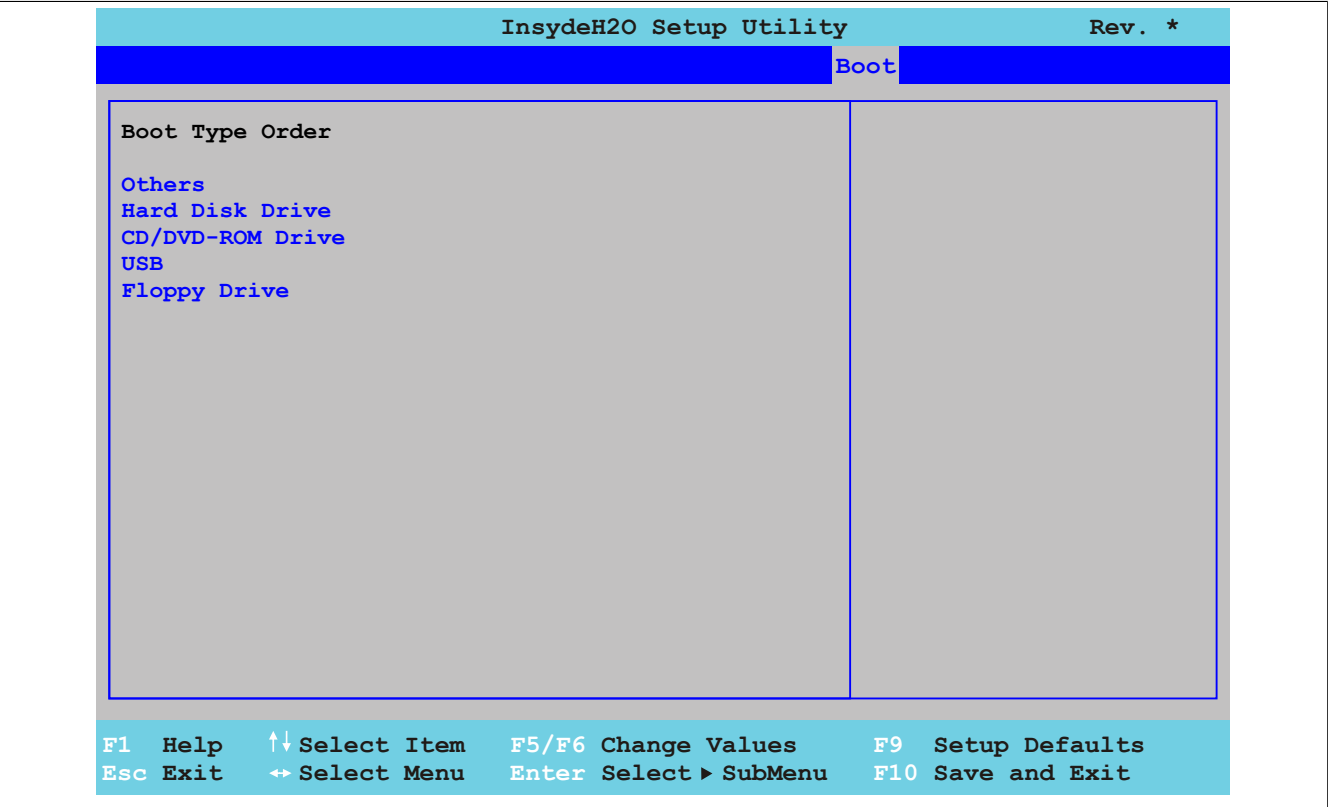 InsydeH2O Setup Utility Rev. *
Boot
Boot Type Order
Others
Hard Disk Drive
CD/DVD-ROM Drive
USB
Floppy Drive
F1 Help ↑↓ Select Item F5/F6 Change Values F9 Setup Defaults
Esc Exit ↔ Select Menu Enter Select ▶ SubMenu F10 Save and Exit